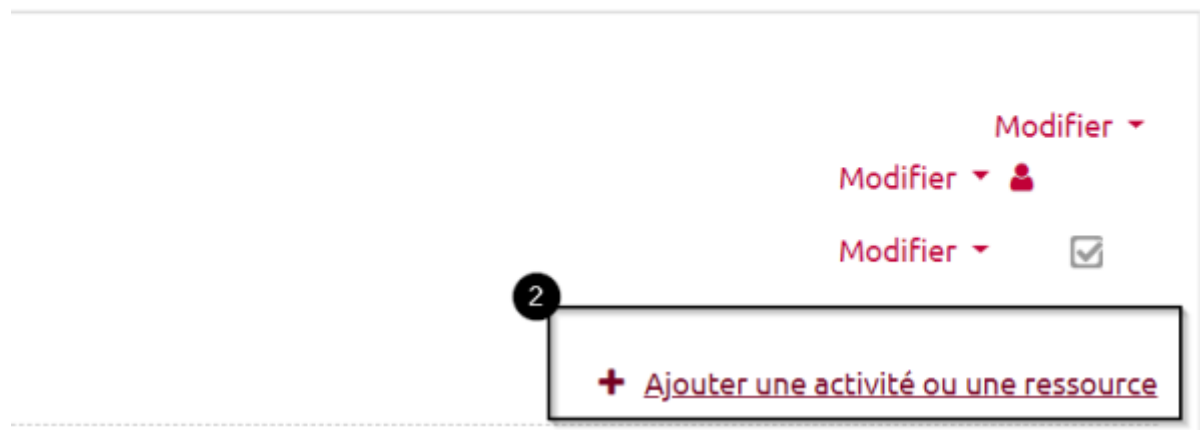 Modifier
Modifier
Modifier
2
+ Ajouter une activité ou une ressource